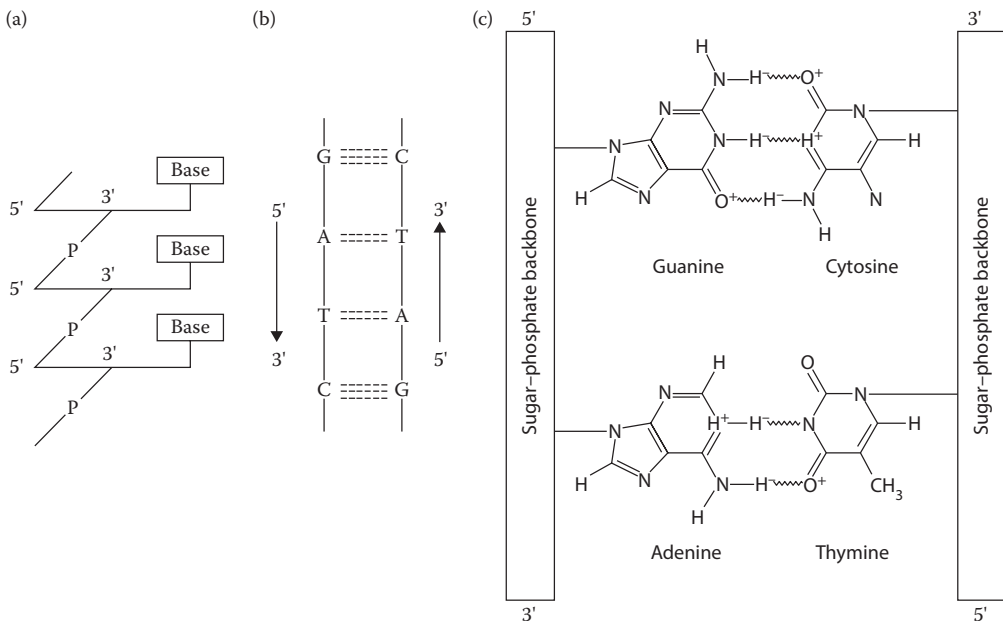 (a)
Base
5'
3'
P
Base
5'
3'
P
Base
5'
3'
P
(b)
G
C
5'
3'
A
T
T
A
3'
5'
C
G
(c)
5'
3'
Sugar–phosphate backbone
Sugar–phosphate backbone
H
N
H⁻
O⁺
N
N
N
N
H⁻
H⁺
H
H
N
O⁺
H⁻
N
N
H
Guanine
Cytosine
H
O
N
N
N
H⁺
H⁻
N
H
H
N
N
H⁻
O⁺
CH₃
H
Adenine
Thymine
3'
5'